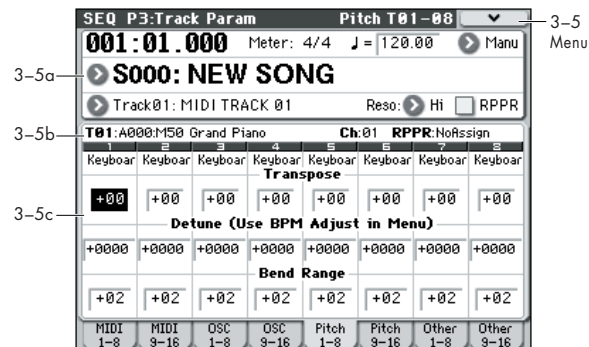 SEQ P3:Track Param Pitch T01-08
3–5 Menu
001:01.000 Meter: 4/4 ♩= 120.00 Manu
3–5a
S000: NEW SONG
Track01: MIDI TRACK 01 Reso: Hi RPPR
3–5b
T01:A000:M50 Grand Piano Ch:01 RPPR:NoAssign
1 2 3 4 5 6 7 8
Keyboar Keyboar Keyboar Keyboar Keyboar Keyboar Keyboar Keyboar
Transpose
3–5c
+00 +00 +00 +00 +00 +00 +00 +00
Detune (Use BPM Adjust in Menu)
+0000 +0000 +0000 +0000 +0000 +0000 +0000 +0000
Bend Range
+02 +02 +02 +02 +02 +02 +02 +02
MIDI 1-8 MIDI 9-16 OSC 1-8 OSC 9-16 Pitch 1-8 Pitch 9-16 Other 1-8 Other 9-16